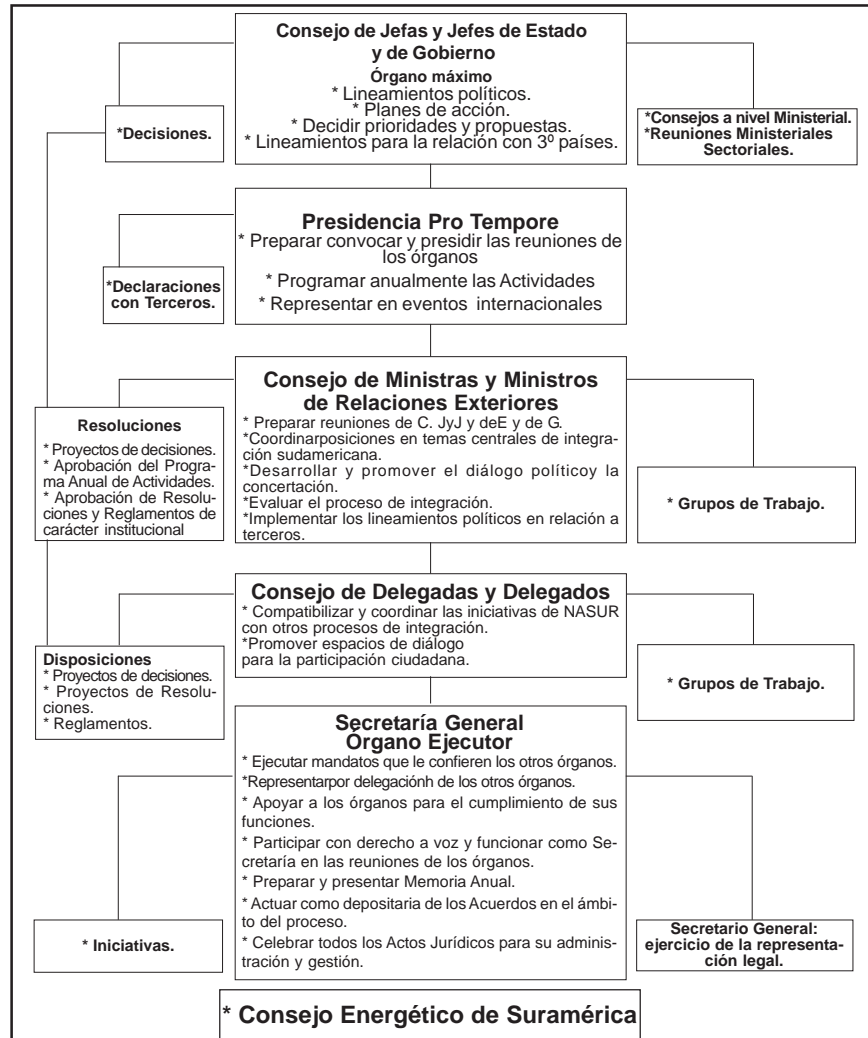 Consejo de Jefas y Jefes de Estado
y de Gobierno
Órgano máximo
* Lineamientos políticos.
* Planes de acción.
* Decidir prioridades y propuestas.
* Lineamientos para la relación con 3º países.
*Decisiones.
*Consejos a nivel Ministerial.
*Reuniones Ministeriales
Sectoriales.
Presidencia Pro Tempore
* Preparar convocar y presidir las reuniones de
los órganos
* Programar anualmente las Actividades
* Representar en eventos internacionales
*Declaraciones
con Terceros.
Consejo de Ministras y Ministros
de Relaciones Exteriores
* Preparar reuniones de C. JyJ y deE y de G.
*Coordinarposiciones en temas centrales de integra-
ción sudamericana.
*Desarrollar y promover el diálogo políticoy la
concertación.
*Evaluar el proceso de integración.
*Implementar los lineamientos políticos en relación a
terceros.
Resoluciones
* Proyectos de decisiones.
* Aprobación del Progra-
ma Anual de Actividades.
* Aprobación de Resolu-
ciones y Reglamentos de
carácter institucional
* Grupos de Trabajo.
Consejo de Delegadas y Delegados
* Compatibilizar y coordinar las iniciativas de NASUR
con otros procesos de integración.
*Promover espacios de diálogo
para la participación ciudadana.
Disposiciones
* Proyectos de decisiones.
* Proyectos de Resolu-
ciones.
* Reglamentos.
* Grupos de Trabajo.
Secretaría General
Órgano Ejecutor
* Ejecutar mandatos que le confieren los otros órganos.
*Representarpor delegaciónh de los otros órganos.
* Apoyar a los órganos para el cumplimiento de sus
funciones.
* Participar con derecho a voz y funcionar como Se-
cretaría en las reuniones de los órganos.
* Preparar y presentar Memoria Anual.
* Actuar como depositaria de los Acuerdos en el ámbi-
to del proceso.
* Celebrar todos los Actos Jurídicos para su adminis-
tración y gestión.
* Iniciativas.
Secretario General:
ejercicio de la representa-
ción legal.
* Consejo Energético de Suramérica